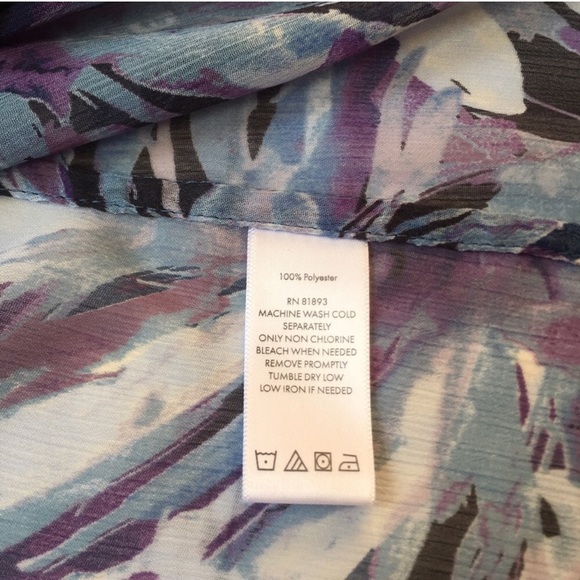 100% Polyester
RN 81893
MACHINE WASH COLD
SEPARATELY
ONLY NON CHLORINE
BLEACH WHEN NEEDED
REMOVE PROMPTLY
TUMBLE DRY LOW
LOW IRON IF NEEDED